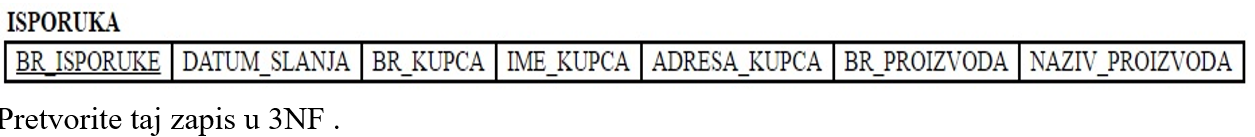 ISPORUKA
BR_ISPORUKE DATUM_SLANJA BR_KUPCA IME_KUPCA ADRESA_KUPCA BR_PROIZVODA NAZIV_PROIZVODA
Pretvorite taj zapis u 3NF .